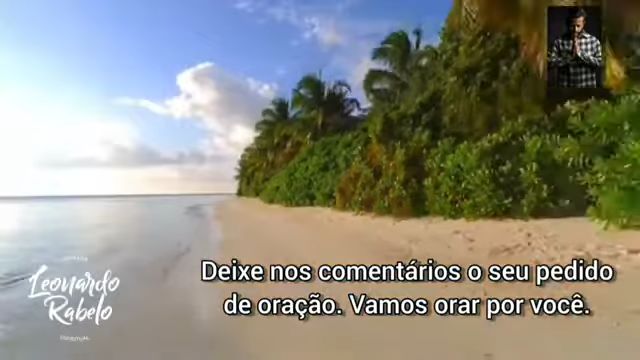 Deixe nos comentários o seu pedido
de oração. Vamos orar por você.
Leonardo
Rabelo